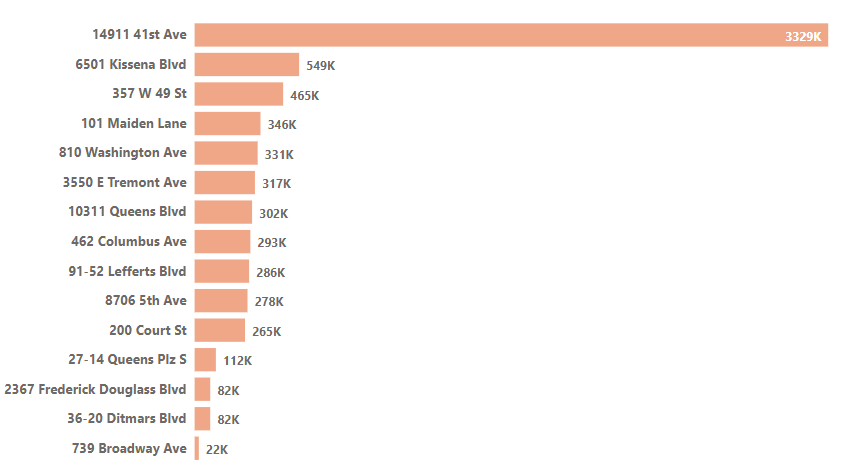 14911 41st Ave 3329K
6501 Kissena Blvd 549K
357 W 49 St 465K
101 Maiden Lane 346K
810 Washington Ave 331K
3550 E Tremont Ave 317K
10311 Queens Blvd 302K
462 Columbus Ave 293K
91-52 Lefferts Blvd 286K
8706 5th Ave 278K
200 Court St 265K
27-14 Queens Plz S 112K
2367 Frederick Douglass Blvd 82K
36-20 Ditmars Blvd 82K
739 Broadway Ave 22K